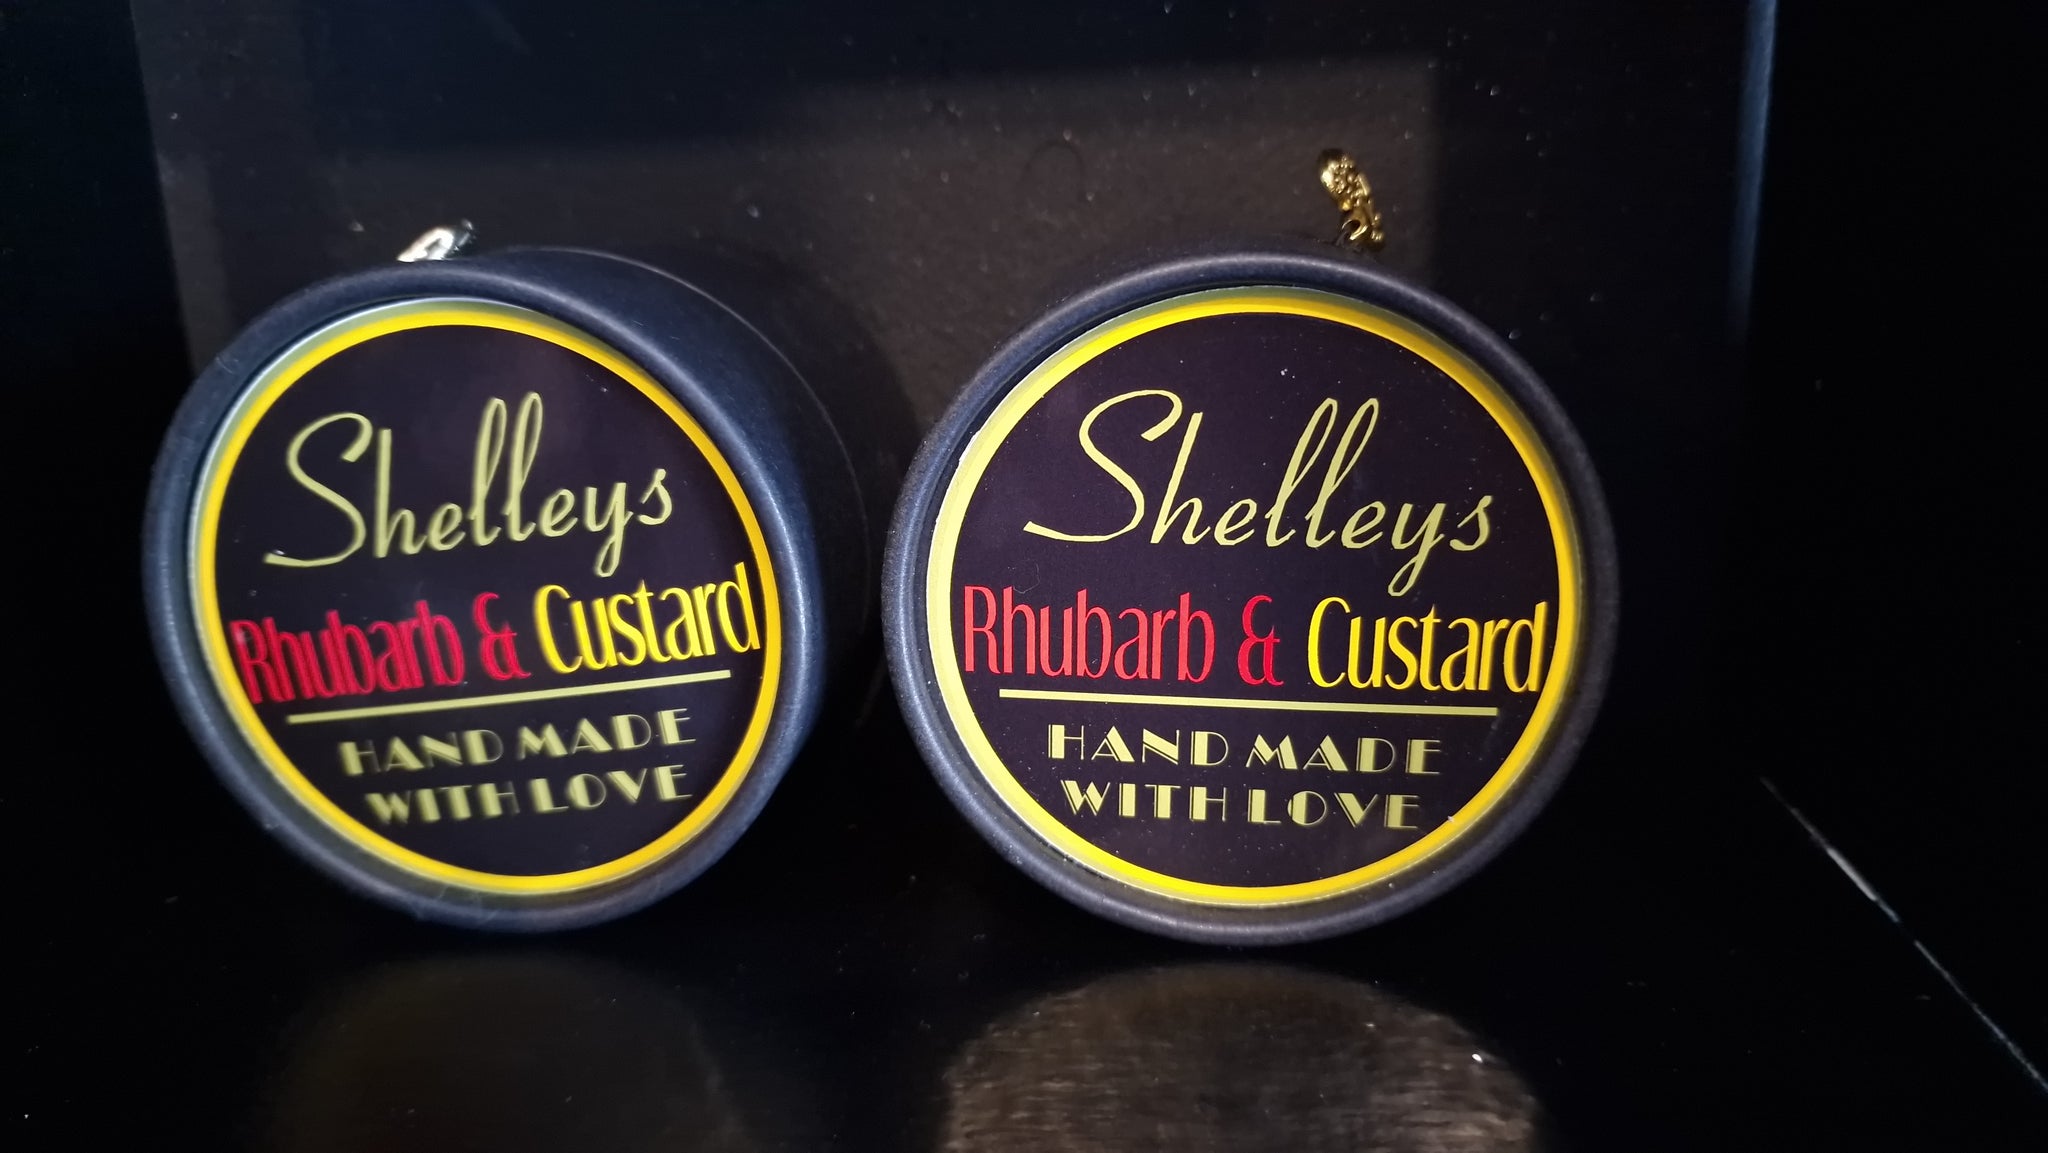 Shelleys
Rhubarb & Custard
HAND MADE
WITH LOVE
Shelleys
Rhubarb & Custard
HAND MADE
WITH LOVE